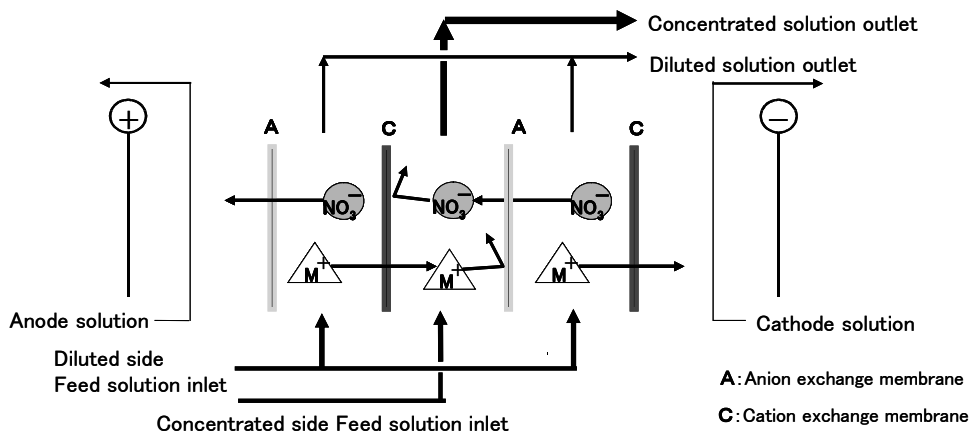 Concentrated solution outlet
Diluted solution outlet
+
−
A
C
A
C
NO3−
NO3−
NO3−
M+
M+
M+
Anode solution
Cathode solution
Diluted side
Feed solution inlet
A:Anion exchange membrane
C:Cation exchange membrane
Concentrated side Feed solution inlet